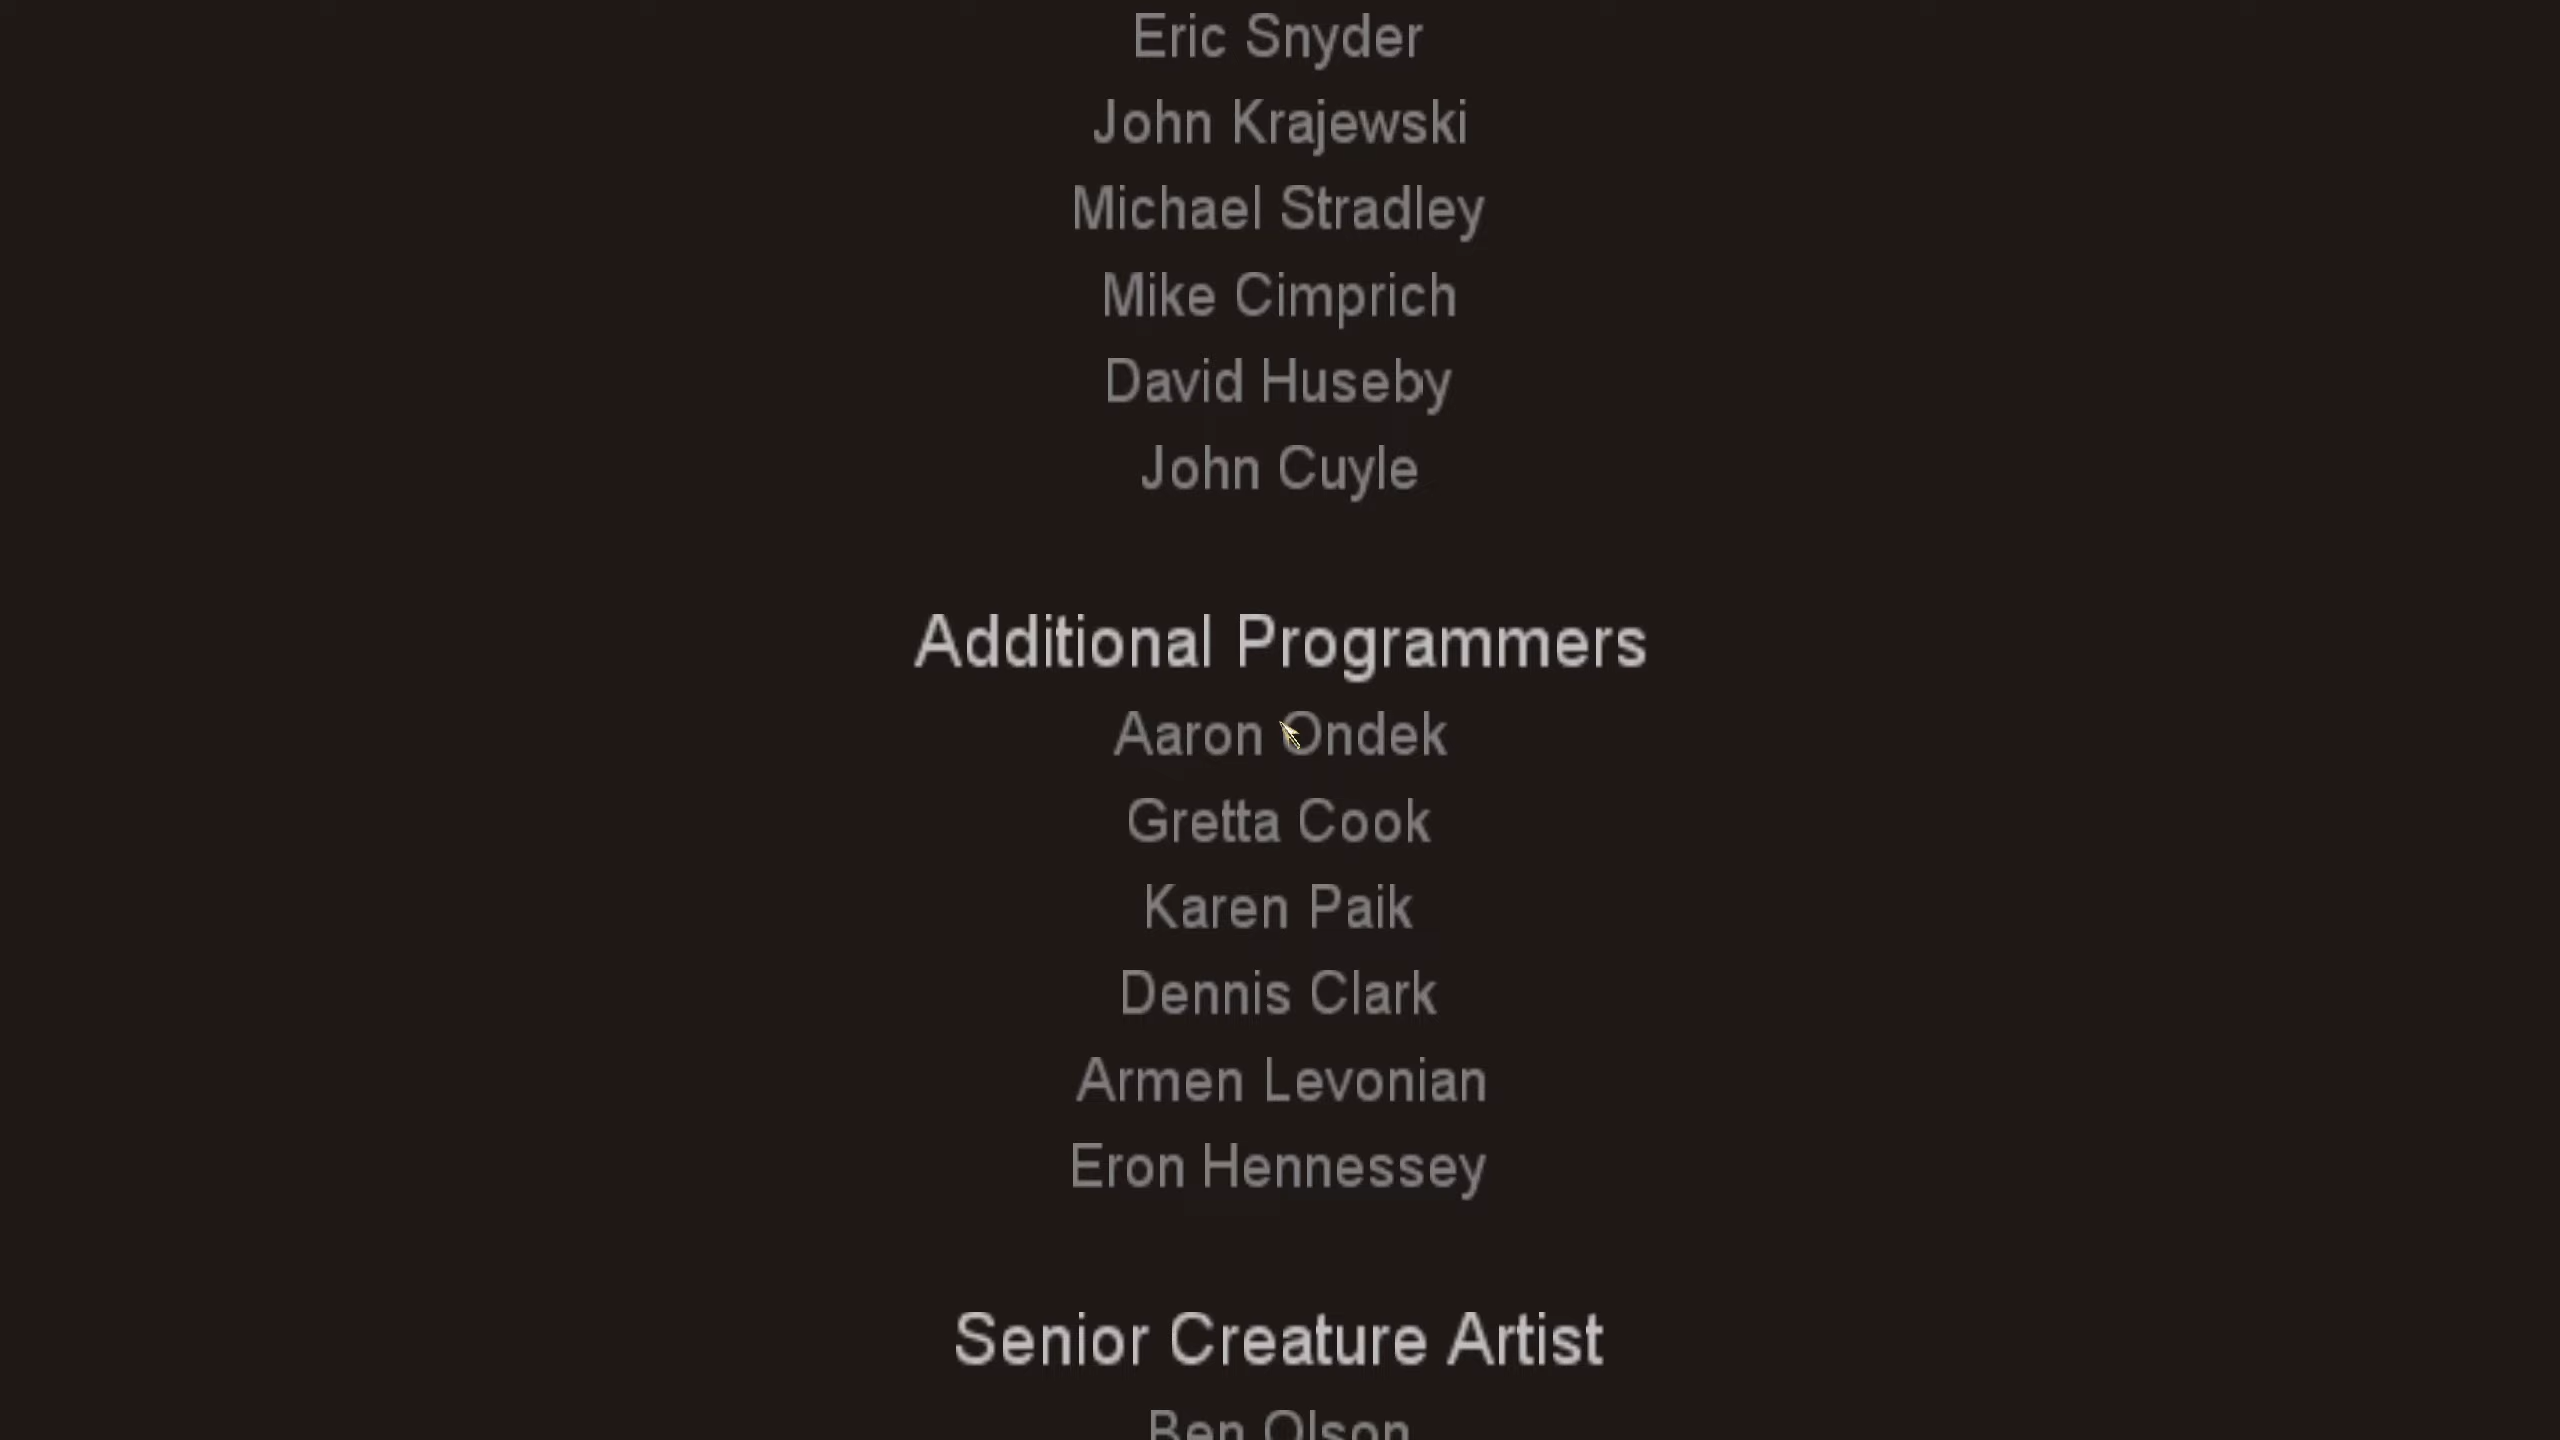 Eric Snyder
John Krajewski
Michael Stradley
Mike Cimprich
David Huseby
John Cuyle
Additional Programmers
Aaron Ondek
Gretta Cook
Karen Paik
Dennis Clark
Armen Levonian
Eron Hennessey
Senior Creature Artist
Ben Olson